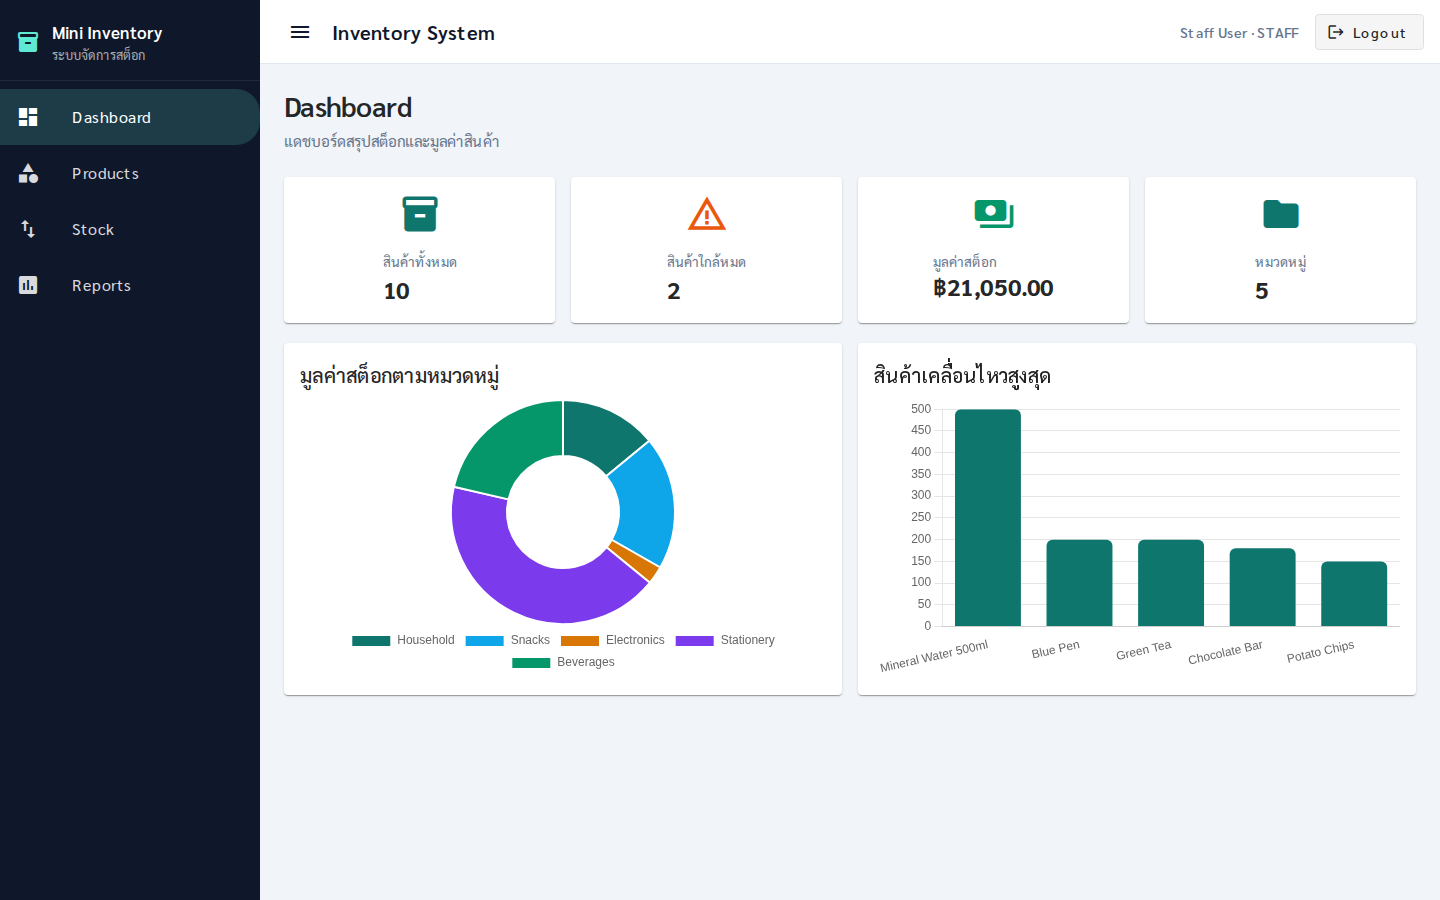 Mini Inventory
ระบบจัดการสต็อก
Dashboard
Products
Stock
Reports
Inventory System
Staff User · STAFF
Logout
Dashboard
แดชบอร์ดสรุปสต็อกและมูลค่าสินค้า
สินค้าทั้งหมด
10
สินค้าใกล้หมด
2
มูลค่าสต็อก
฿21,050.00
หมวดหมู่
5
มูลค่าสต็อกตามหมวดหมู่
Household
Snacks
Electronics
Stationery
Beverages
สินค้าเคลื่อนไหวสูงสุด
500
450
400
350
300
250
200
150
100
50
0
Mineral Water 500ml
Blue Pen
Green Tea
Chocolate Bar
Potato Chips